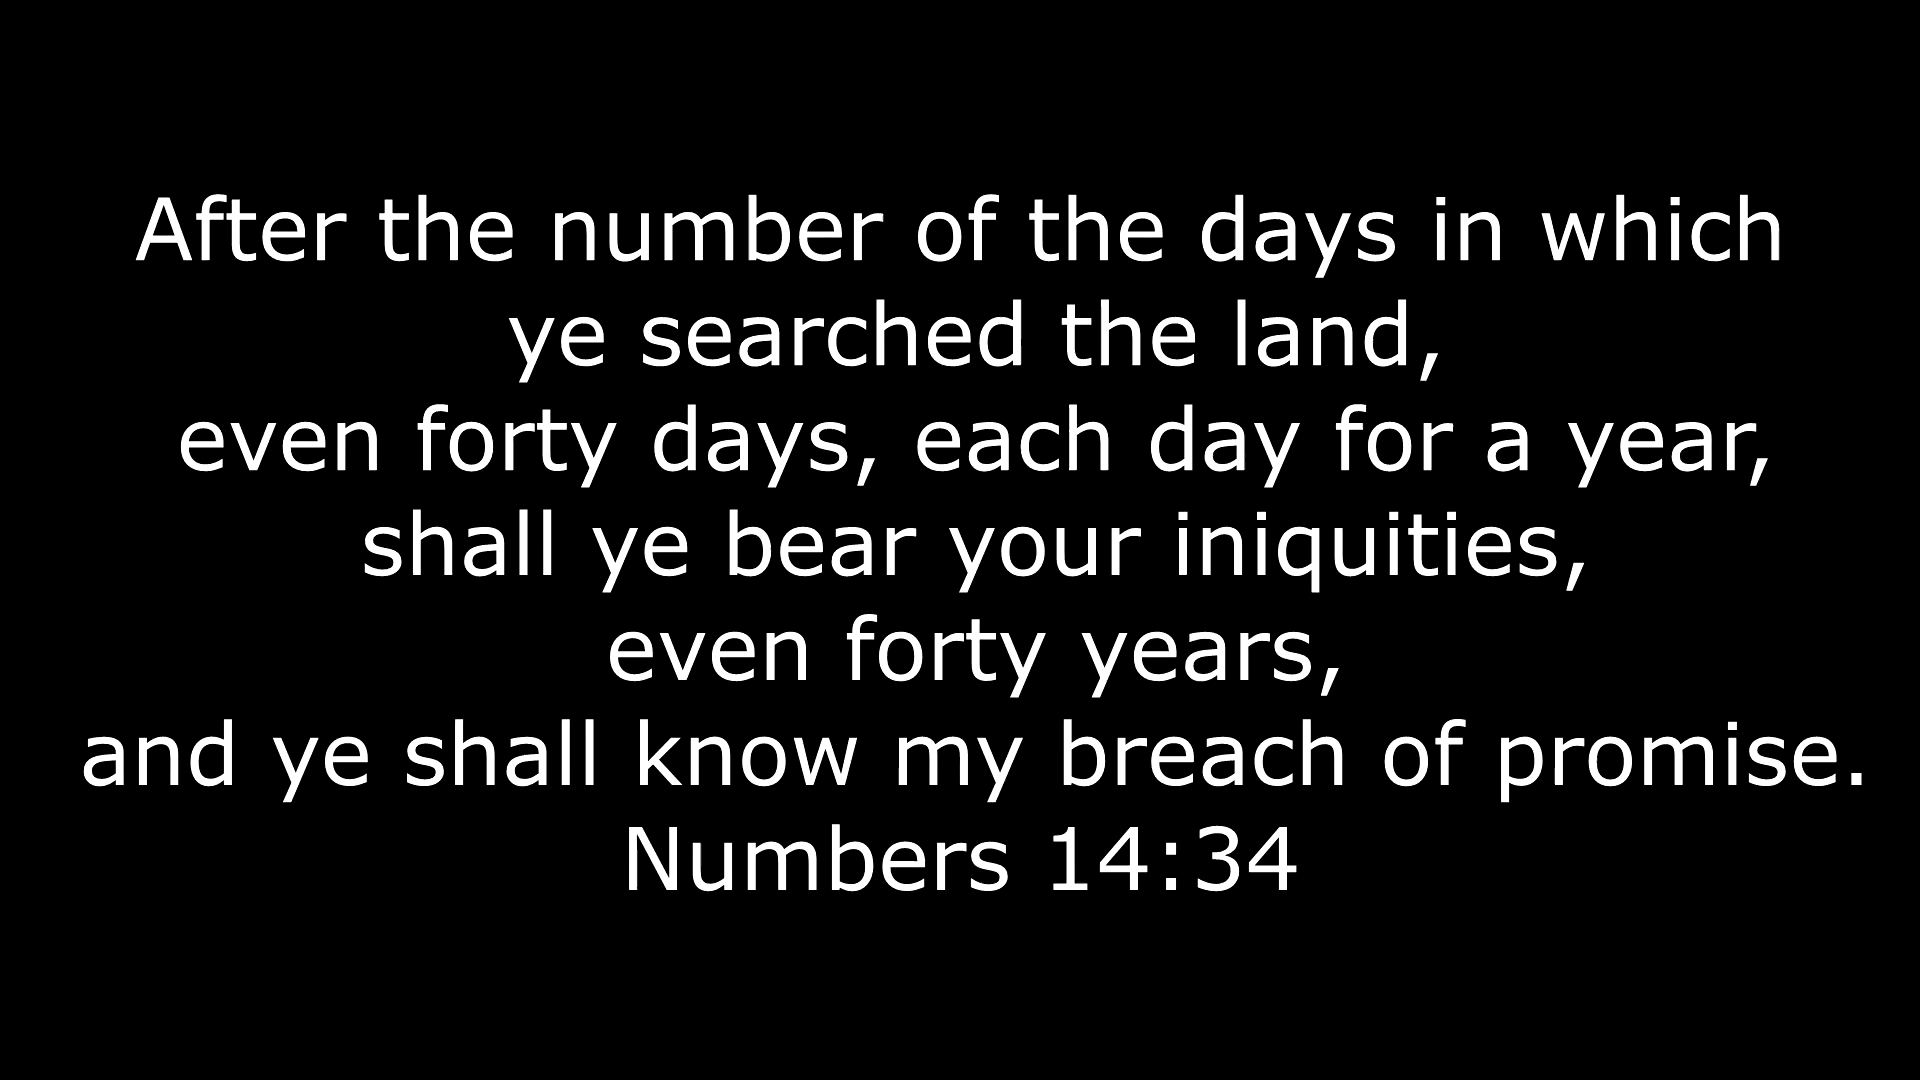 After the number of the days in which
ye searched the land,
even forty days, each day for a year,
shall ye bear your iniquities,
even forty years,
and ye shall know my breach of promise.
Numbers 14:34